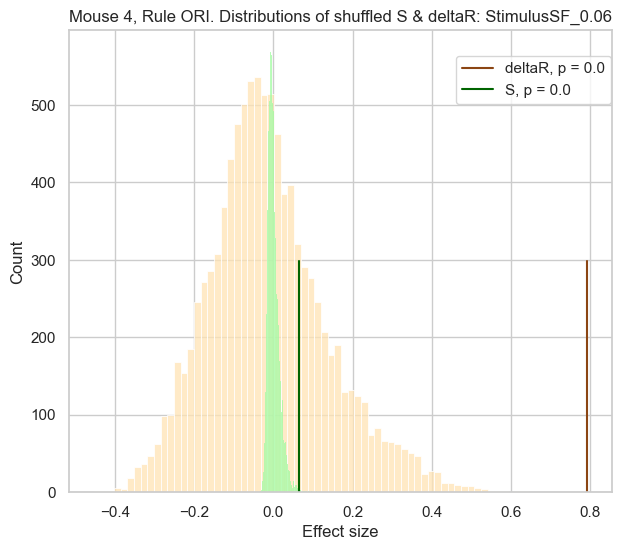 Mouse 4, Rule ORI. Distributions of shuffled S & deltaR: StimulusSF_0.06
deltaR, p = 0.0
S, p = 0.0
500
400
300
200
100
0
Count
−0.4 −0.2 0.0 0.2 0.4 0.6 0.8
Effect size